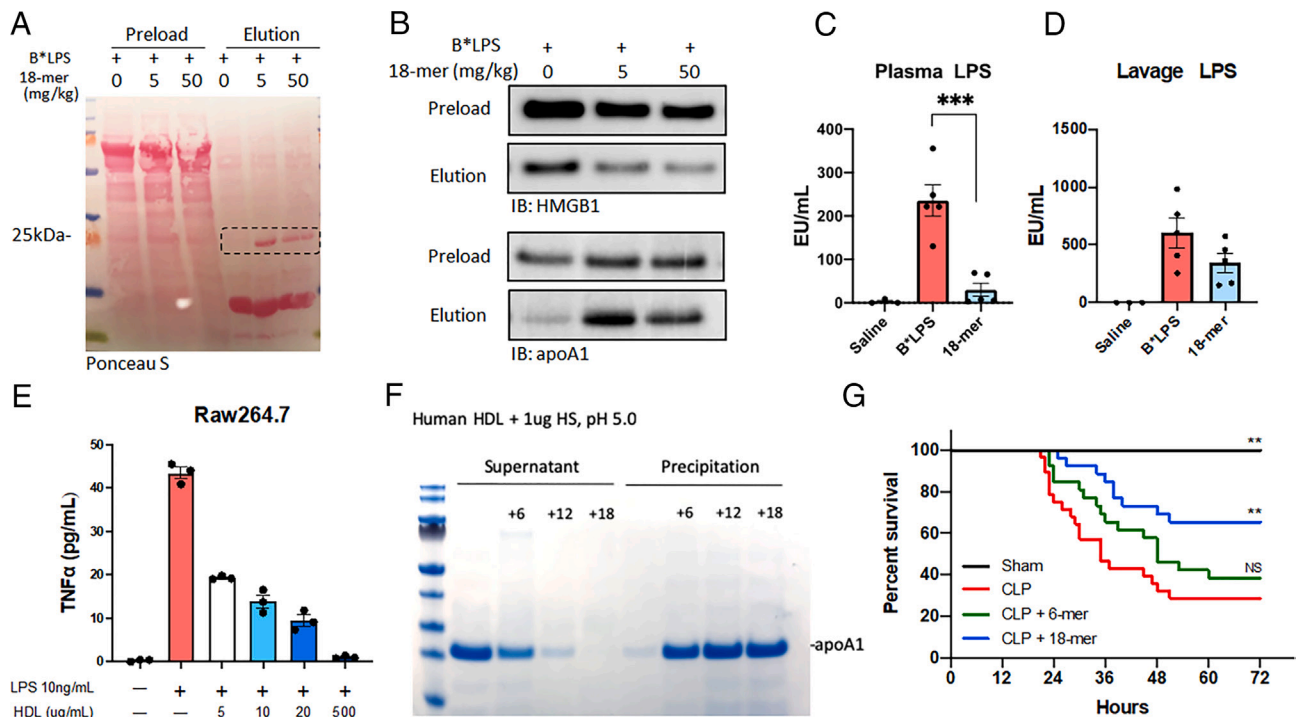 A
Preload Elution
B*LPS + + + + + +
18-mer 0 5 50 0 5 50
(mg/kg)
25kDa-
Ponceau S
B
B*LPS + + +
18-mer (mg/kg) 0 5 50
Preload
Elution
IB: HMGB1
Preload
Elution
IB: apoA1
C
Plasma LPS
***
400
300
200
100
0
EU/mL
Saline B*LPS 18-mer
D
Lavage LPS
1500
1000
500
0
EU/mL
Saline B*LPS 18-mer
E
Raw264.7
50
40
30
20
10
0
TNFα (pg/mL)
LPS 10ng/mL — + + + + +
HDL (ug/mL) — — 5 10 20 500
F
Human HDL + 1ug HS, pH 5.0
Supernatant Precipitation
+6 +12 +18 +6 +12 +18
-apoA1
G
100
80
60
40
20
0
Percent survival
**
**
NS
Sham
CLP
CLP + 6-mer
CLP + 18-mer
0 12 24 36 48 60 72
Hours